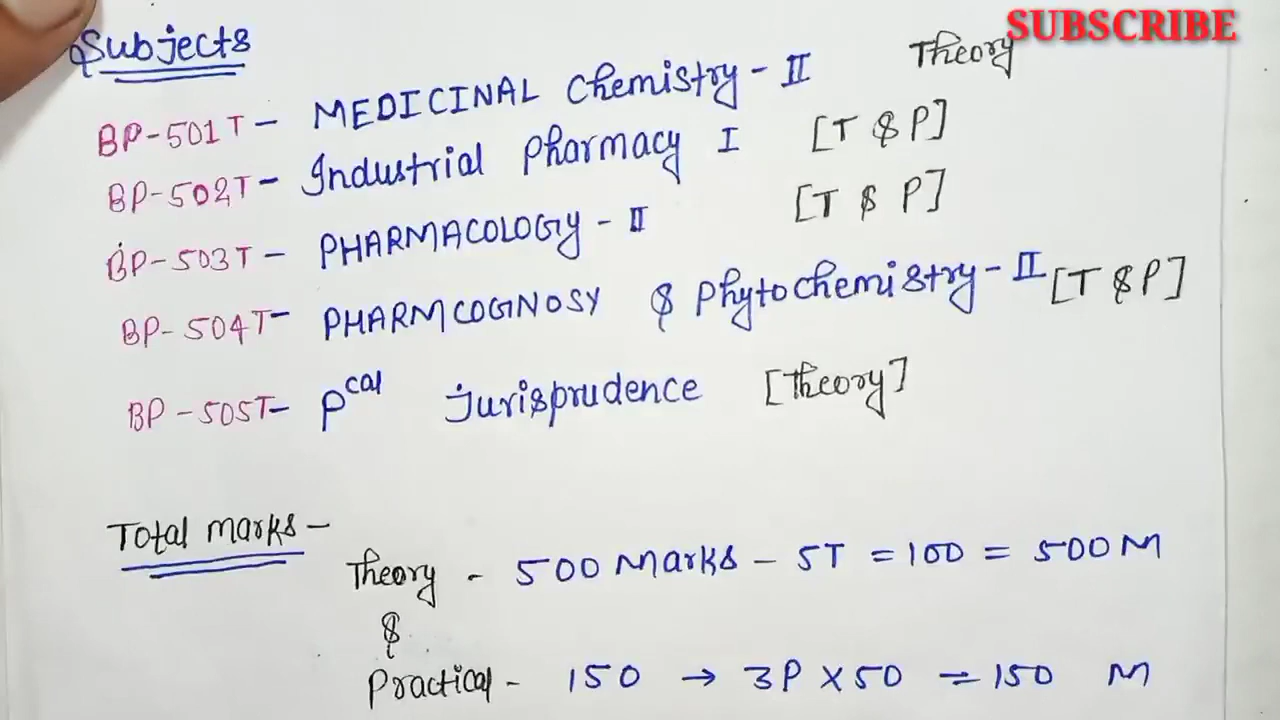 SUBSCRIBE
Subjects
Theory
BP-501T - MEDICINAL Chemistry - II
BP-502T - Industrial Pharmacy I [T & P]
BP-503T - PHARMACOLOGY - II [T & P]
BP-504T - PHARMCOGNOSY & Phytochemistry - II [T & P]
BP-505T - Pcal Jurisprudence [Theory]
Total marks -
Theory - 500 Marks - 5T = 100 = 500 M
&
Practical - 150 → 3P X 50 = 150 M